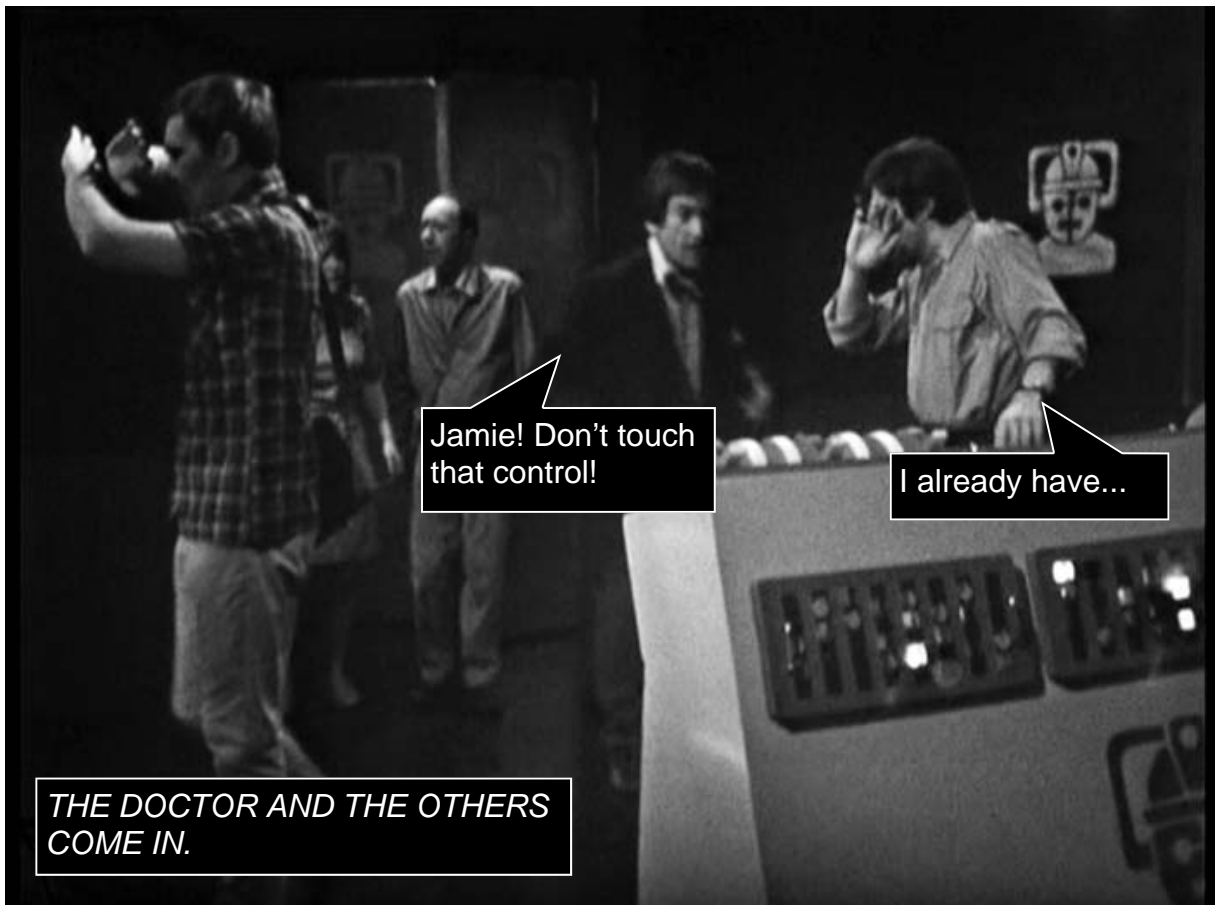 Jamie! Don't touch
that control!
I already have...
THE DOCTOR AND THE OTHERS
COME IN.